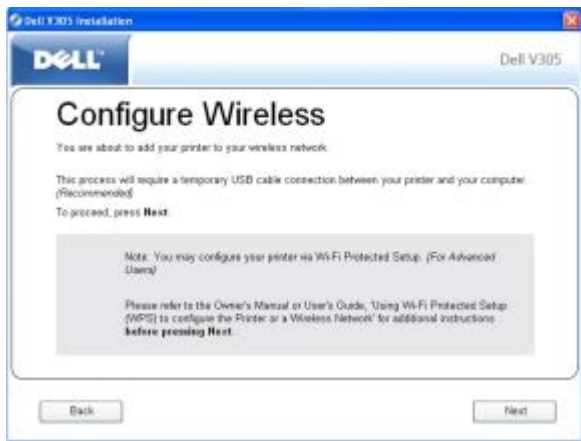 Dell V305 Installation
DELL
Dell V305
Configure Wireless
You are about to add your printer to your wireless network.
This process will require a temporary USB cable connection between your printer and your computer.
(Recommended)
To proceed, press Next.
Note: You may configure your printer via Wi-Fi Protected Setup. (For Advanced
Users)
Please refer to the Owner's Manual or User's Guide, 'Using Wi-Fi Protected Setup
(WPS) to configure the Printer or a Wireless Network' for additional instructions
before pressing Next.
Back
Next